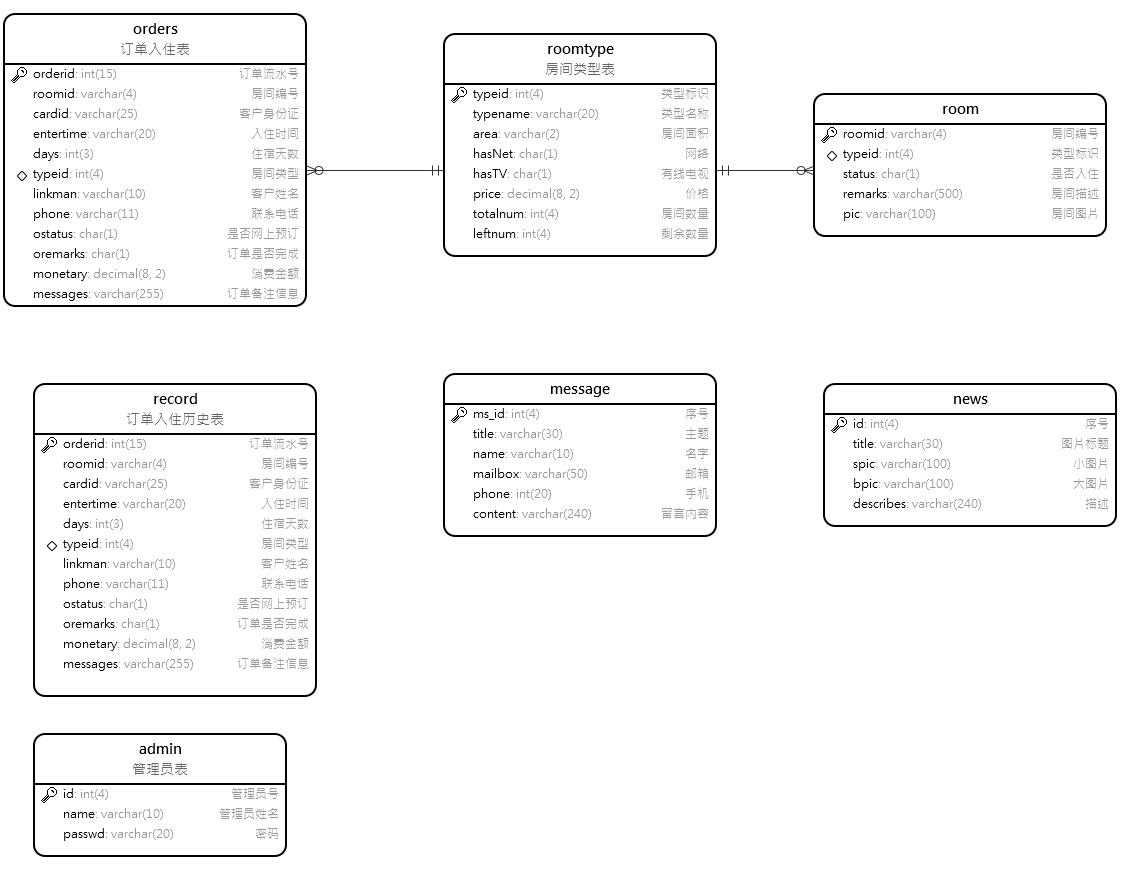 orders
订单入住表
orderid: int(15) 订单流水号
roomid: varchar(4) 房间编号
cardid: varchar(25) 客户身份证
entertime: varchar(20) 入住时间
days: int(3) 住宿天数
typeid: int(4) 房间类型
linkman: varchar(10) 客户姓名
phone: varchar(11) 联系电话
ostatus: char(1) 是否网上预订
oremarks: char(1) 订单是否完成
monetary: decimal(8, 2) 消费金额
messages: varchar(255) 订单备注信息
roomtype
房间类型表
typeid: int(4) 类型标识
typename: varchar(20) 类型名称
area: varchar(2) 房间面积
hasNet: char(1) 网络
hasTV: char(1) 有线电视
price: decimal(8, 2) 价格
totalnum: int(4) 房间数量
leftnum: int(4) 剩余数量
room
roomid: varchar(4) 房间编号
typeid: int(4) 类型标识
status: char(1) 是否入住
remarks: varchar(500) 房间描述
pic: varchar(100) 房间图片
record
订单入住历史表
orderid: int(15) 订单流水号
roomid: varchar(4) 房间编号
cardid: varchar(25) 客户身份证
entertime: varchar(20) 入住时间
days: int(3) 住宿天数
typeid: int(4) 房间类型
linkman: varchar(10) 客户姓名
phone: varchar(11) 联系电话
ostatus: char(1) 是否网上预订
oremarks: char(1) 订单是否完成
monetary: decimal(8, 2) 消费金额
messages: varchar(255) 订单备注信息
message
ms_id: int(4) 序号
title: varchar(30) 主题
name: varchar(10) 名字
mailbox: varchar(50) 邮箱
phone: int(20) 手机
content: varchar(240) 留言内容
news
id: int(4) 序号
title: varchar(30) 图片标题
spic: varchar(100) 小图片
bpic: varchar(100) 大图片
describes: varchar(240) 描述
admin
管理员表
id: int(4) 管理员号
name: varchar(10) 管理员姓名
passwd: varchar(20) 密码